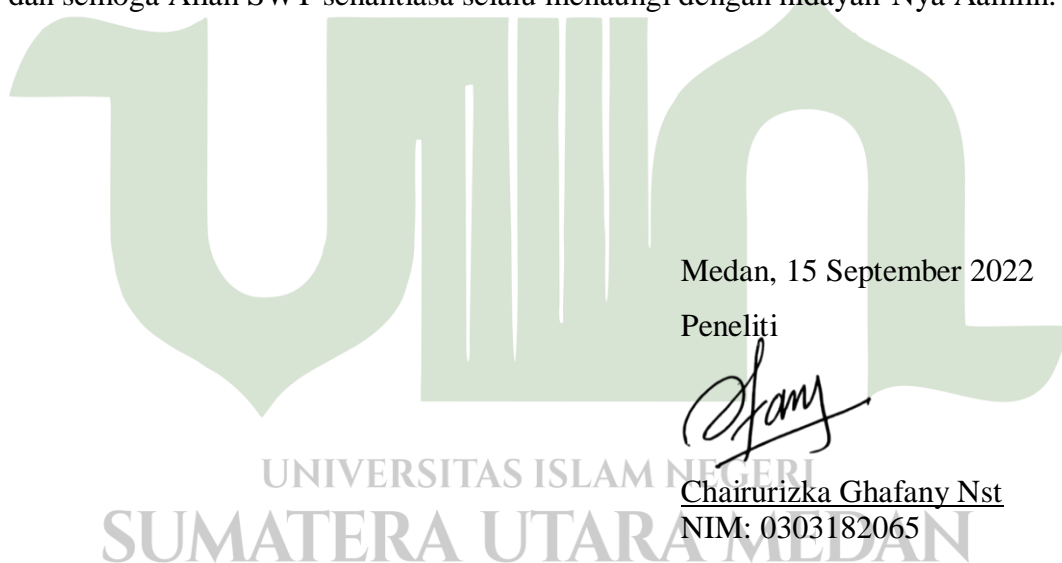 dan semoga Allah SWT senantiasa selalu menaungi dengan hidayah-Nya Aamiin.
Medan, 15 September 2022
Peneliti
Chairurizka Ghafany Nst
NIM: 0303182065
UNIVERSITAS ISLAM NEGERI
SUMATERA UTARA MEDAN